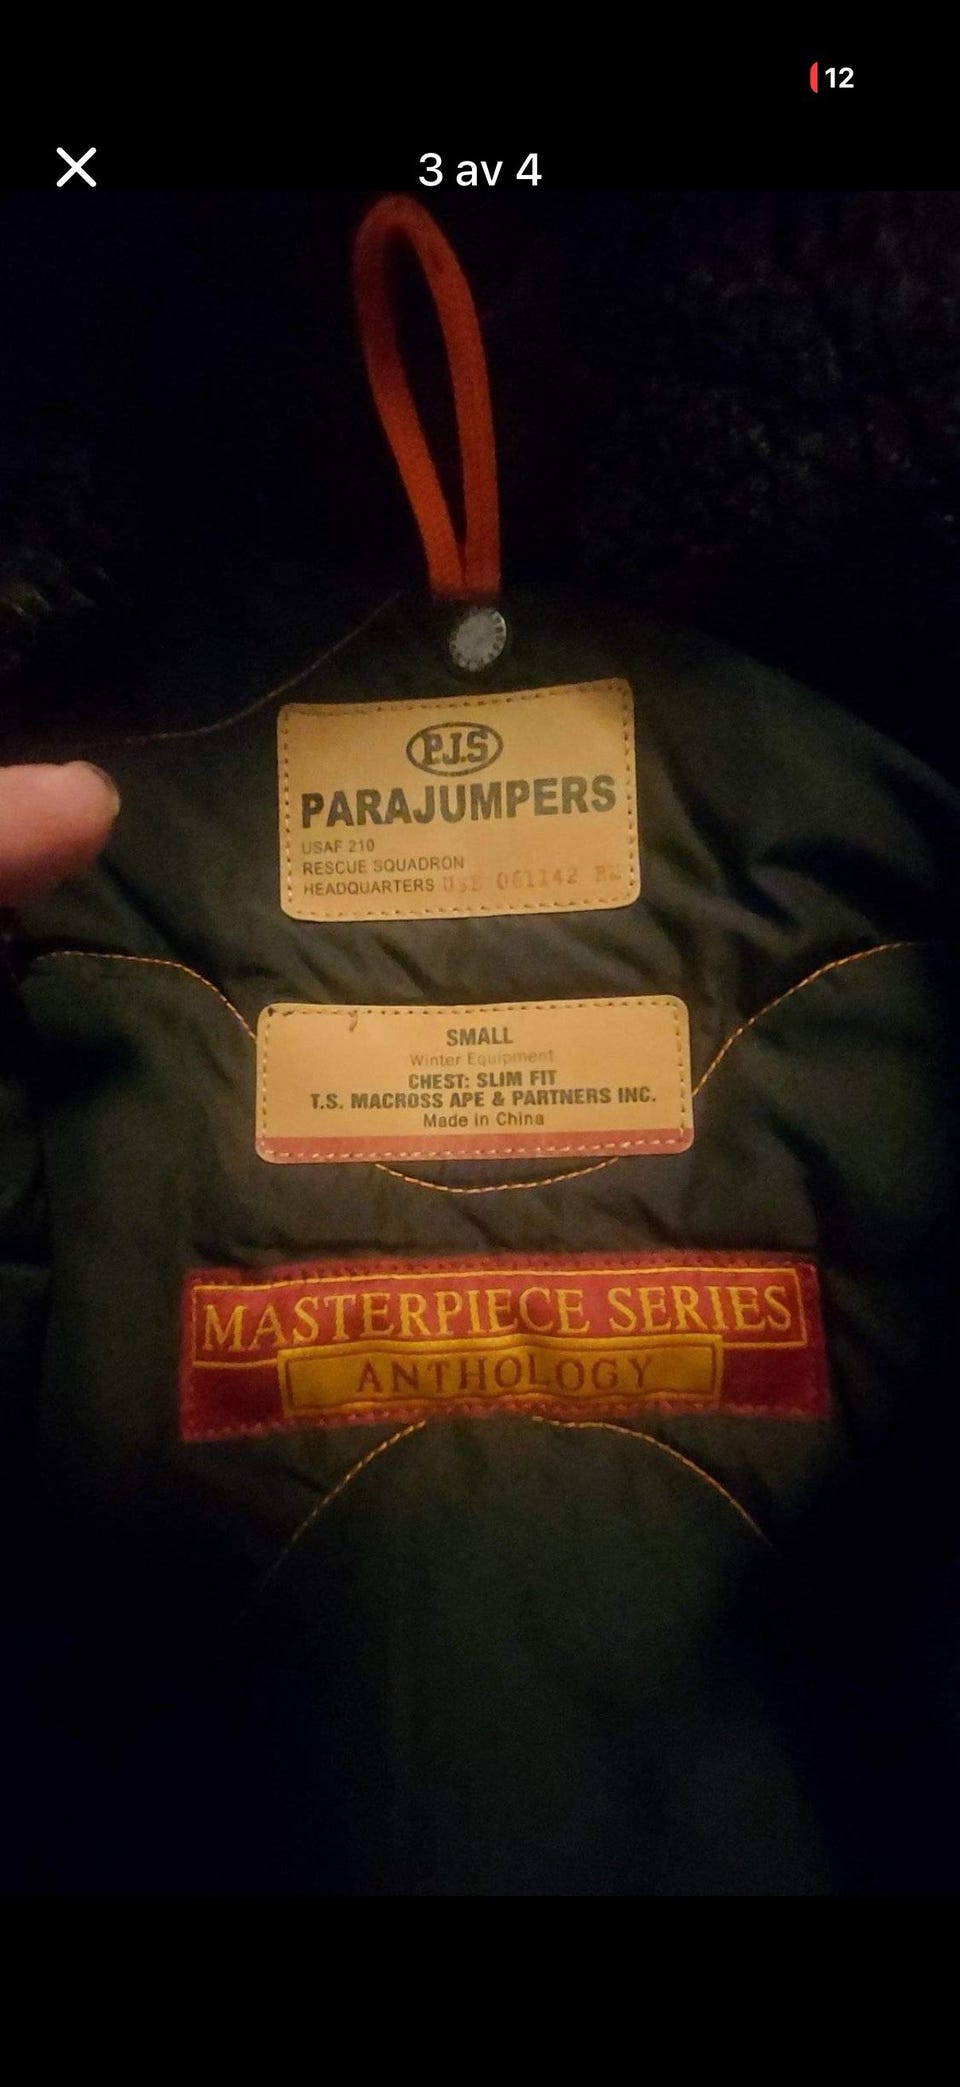 12
3 av 4
P.J.S
PARAJUMPERS
USAF 210
RESCUE SQUADRON
HEADQUARTERS 061142
SMALL
Winter Equipment
CHEST: SLIM FIT
T.S. MACROSS APE & PARTNERS INC.
Made in China
MASTERPIECE SERIES
ANTHOLOGY